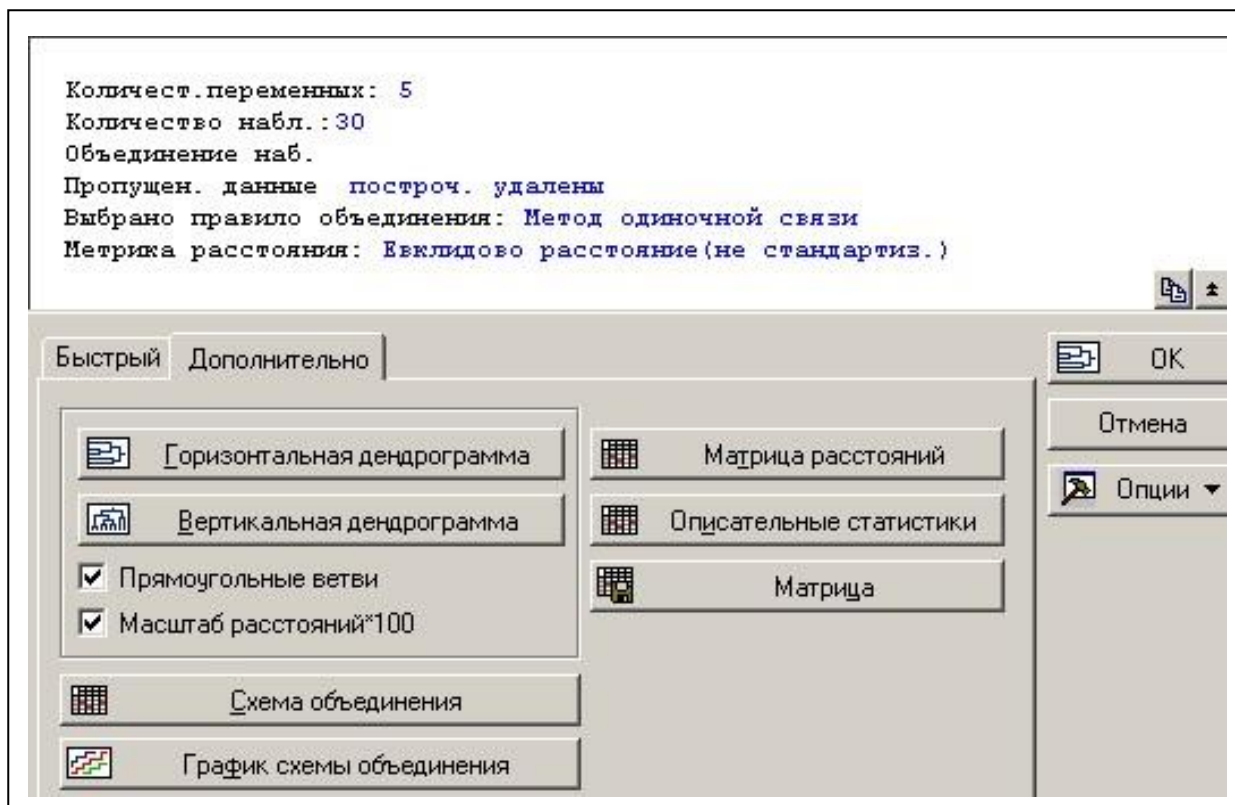 Количест.переменных: 5
Количество набл.:30
Объединение наб.
Пропущен. данные построч. удалены
Выбрано правило объединения: Метод одиночной связи
Метрика расстояния: Евклидово расстояние(не стандартиз.)
Быстрый Дополнительно
OK
Отмена
Опции
Горизонтальная дендрограмма
Вертикальная дендрограмма
Прямоугольные ветви
Масштаб расстояний*100
Схема объединения
График схемы объединения
Матрица расстояний
Описательные статистики
Матрица